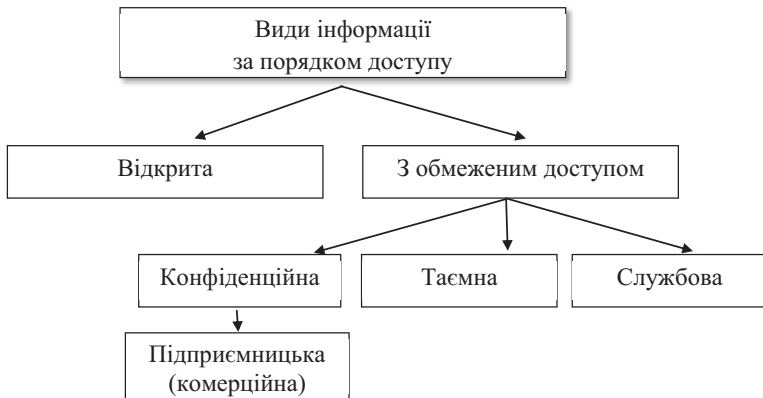 Види інформації
за порядком доступу
Відкрита
З обмеженим доступом
Конфіденційна
Таємна
Службова
Підприємницька
(комерційна)